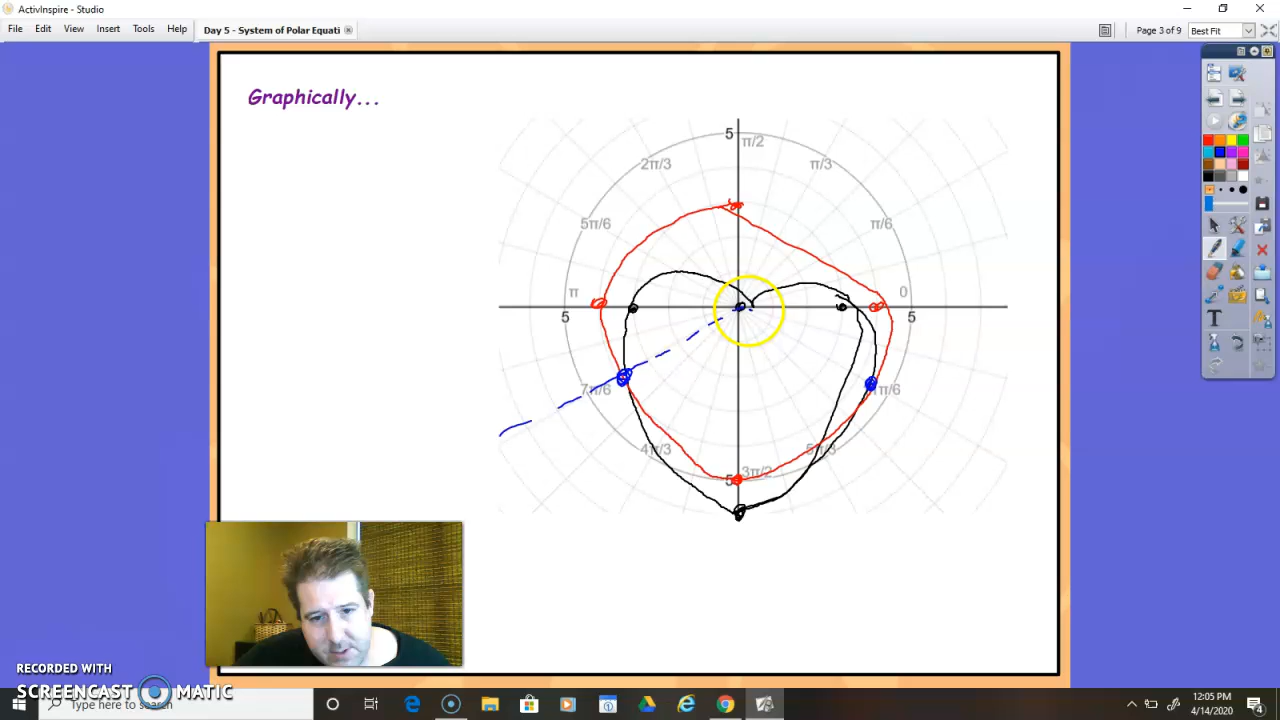 ActivInspire - Studio
File Edit View Insert Tools Help
Day 5 - System of Polar Equati
Page 3 of 9
Best Fit
Graphically...
5
π/2
2π/3
π/3
5π/6
π/6
π
0
5
5
7π/6
π/6
4π/3
5π/3
3π/2
5
RECORDED WITH
SCREENCAST MATIC
Type here to search
12:05 PM
4/14/2020
4